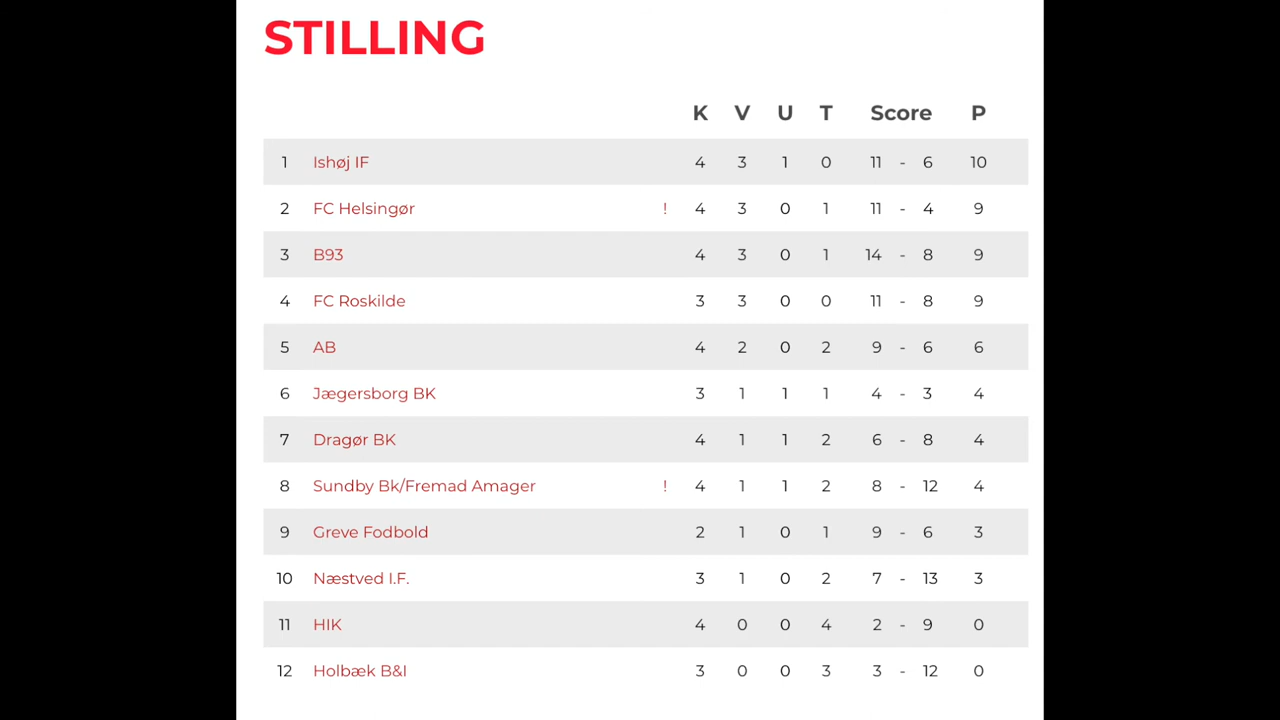 STILLING
K V U T Score P
1 Ishøj IF 4 3 1 0 11 - 6 10
2 FC Helsingør ! 4 3 0 1 11 - 4 9
3 B93 4 3 0 1 14 - 8 9
4 FC Roskilde 3 3 0 0 11 - 8 9
5 AB 4 2 0 2 9 - 6 6
6 Jægersborg BK 3 1 1 1 4 - 3 4
7 Dragør BK 4 1 1 2 6 - 8 4
8 Sundby Bk/Fremad Amager ! 4 1 1 2 8 - 12 4
9 Greve Fodbold 2 1 0 1 9 - 6 3
10 Næstved I.F. 3 1 0 2 7 - 13 3
11 HIK 4 0 0 4 2 - 9 0
12 Holbæk B&I 3 0 0 3 3 - 12 0